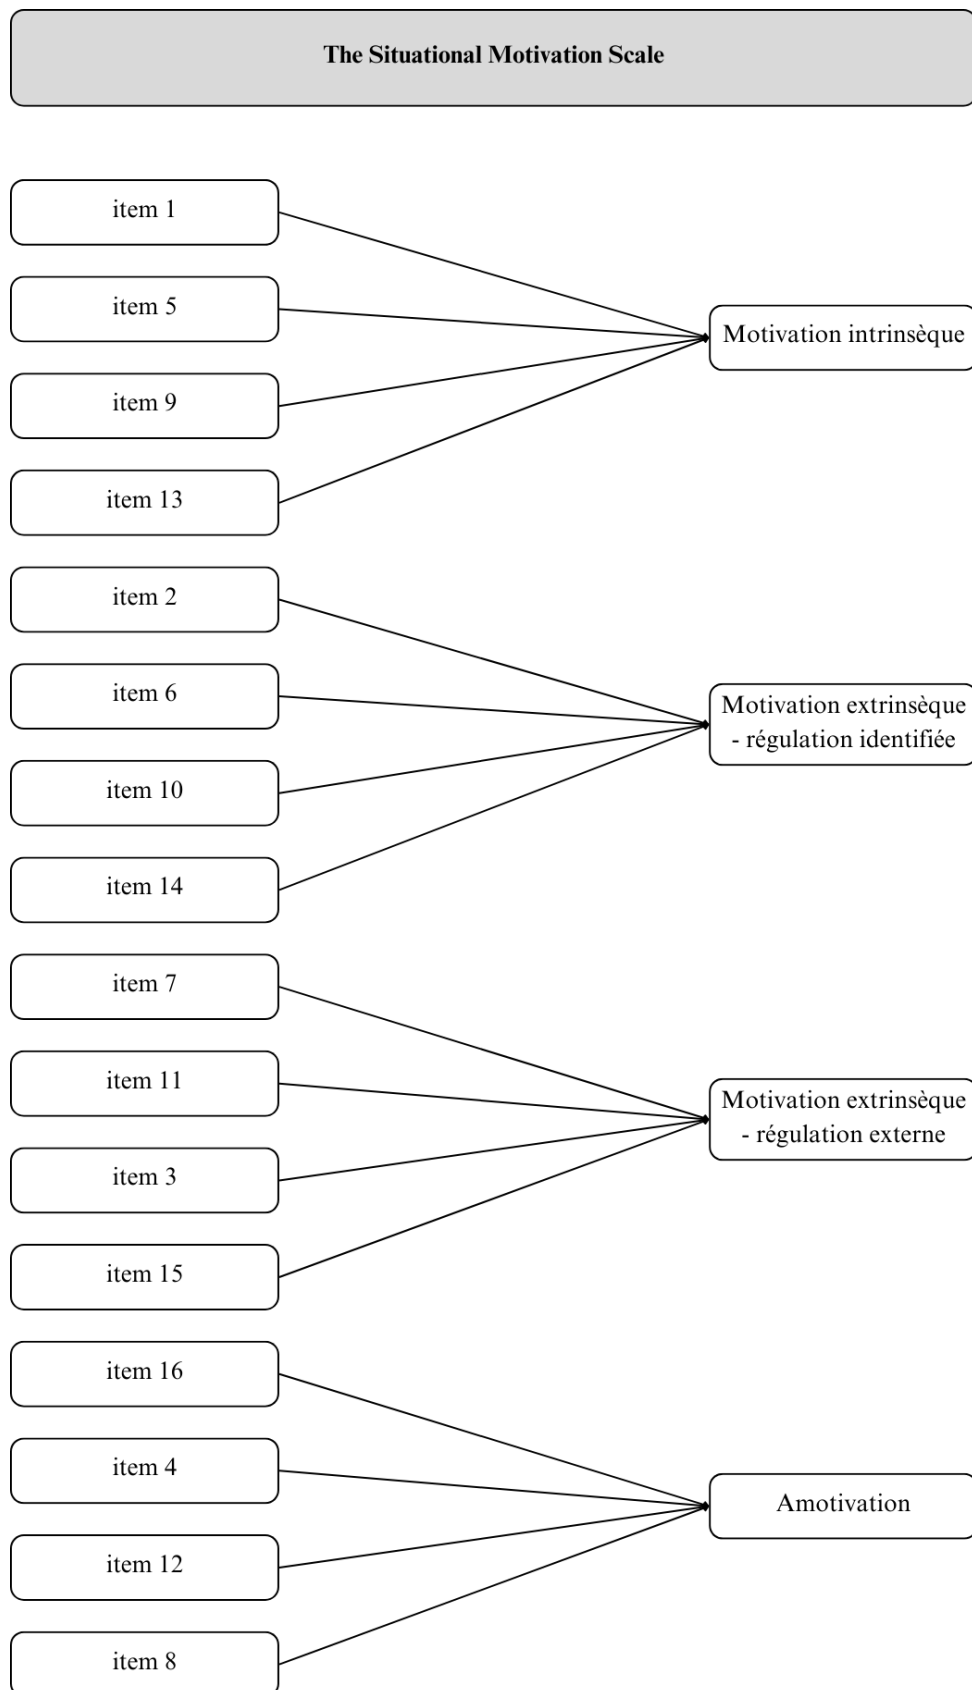 The Situational Motivation Scale
item 1
item 5
item 9
item 13
Motivation intrinsèque
item 2
item 6
item 10
item 14
Motivation extrinsèque
- régulation identifiée
item 7
item 11
item 3
item 15
Motivation extrinsèque
- régulation externe
item 16
item 4
item 12
item 8
Amotivation